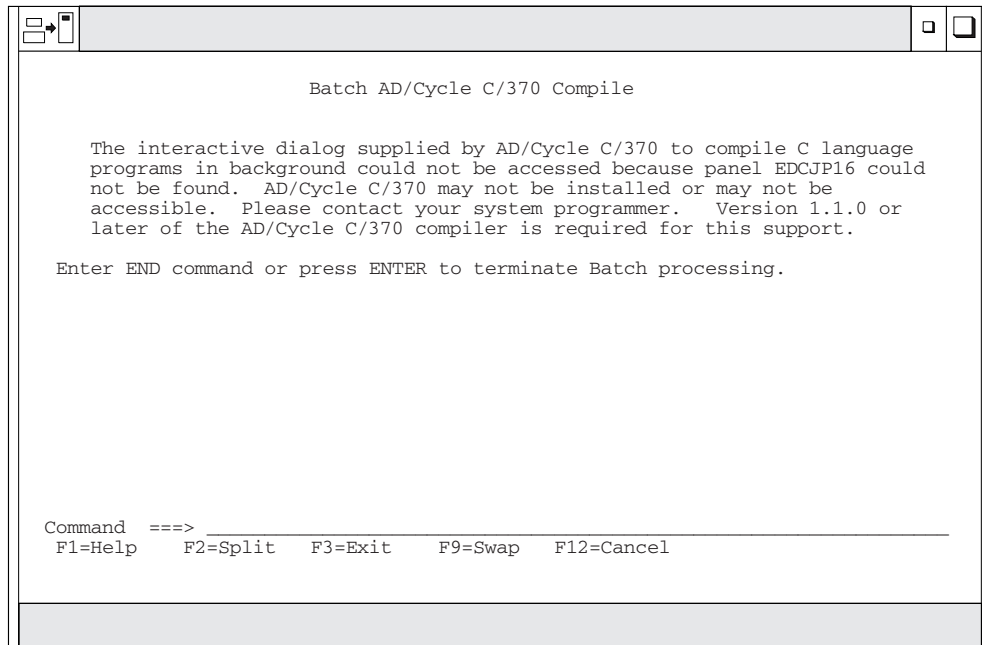 Batch AD/Cycle C/370 Compile
The interactive dialog supplied by AD/Cycle C/370 to compile C language
programs in background could not be accessed because panel EDCJP16 could
not be found.  AD/Cycle C/370 may not be installed or may not be
accessible.  Please contact your system programmer.   Version 1.1.0 or
later of the AD/Cycle C/370 compiler is required for this support.
Enter END command or press ENTER to terminate Batch processing.
Command  ===> ________________________________________________________________
F1=Help    F2=Split   F3=Exit    F9=Swap   F12=Cancel